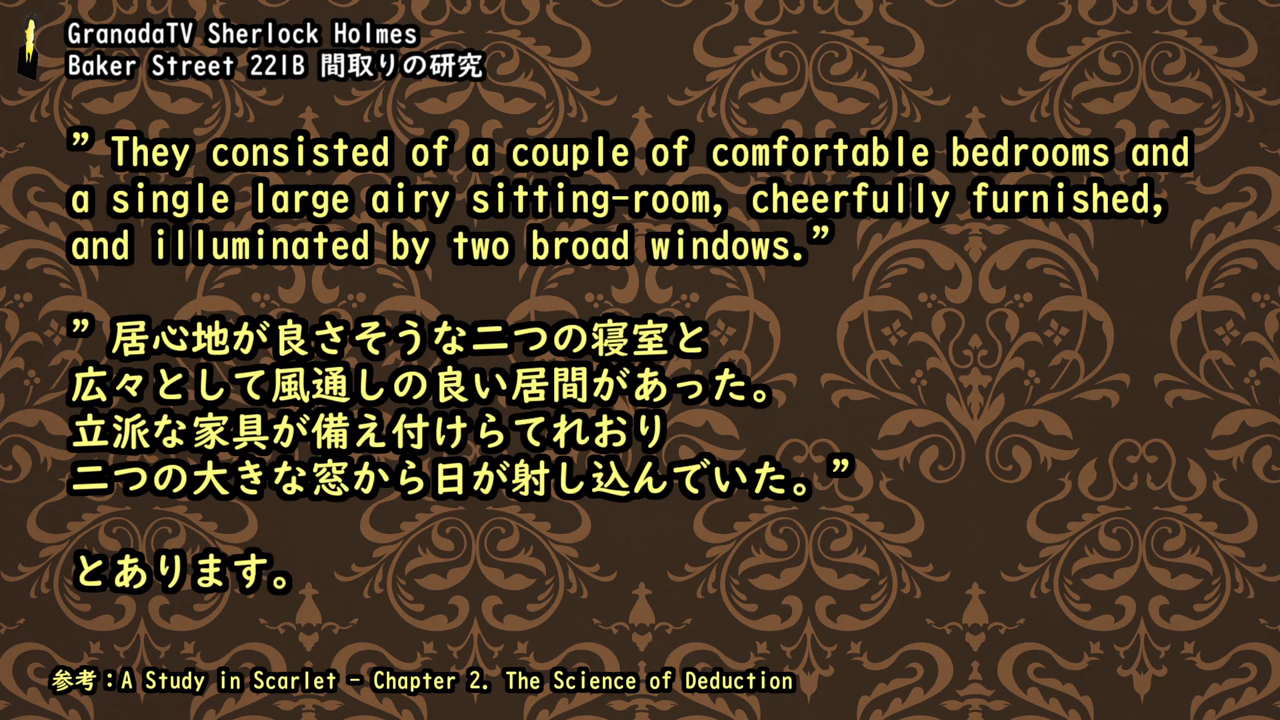 GranadaTV Sherlock Holmes
Baker Street 221B 間取りの研究
” They consisted of a couple of comfortable bedrooms and
a single large airy sitting-room, cheerfully furnished,
and illuminated by two broad windows.”
” 居心地が良さそうな二つの寝室と
広々として風通しの良い居間があった。
立派な家具が備え付けらてれおり
二つの大きな窓から日が射し込んでいた。”
とあります。
参考：A Study in Scarlet - Chapter 2. The Science of Deduction